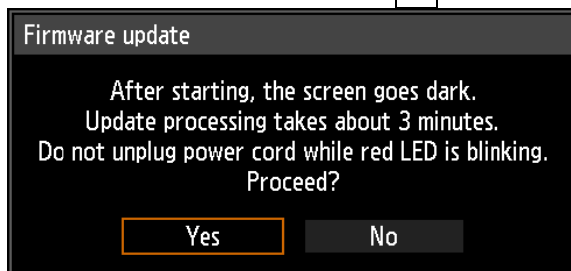 Firmware update
After starting, the screen goes dark.
Update processing takes about 3 minutes.
Do not unplug power cord while red LED is blinking.
Proceed?
Yes No